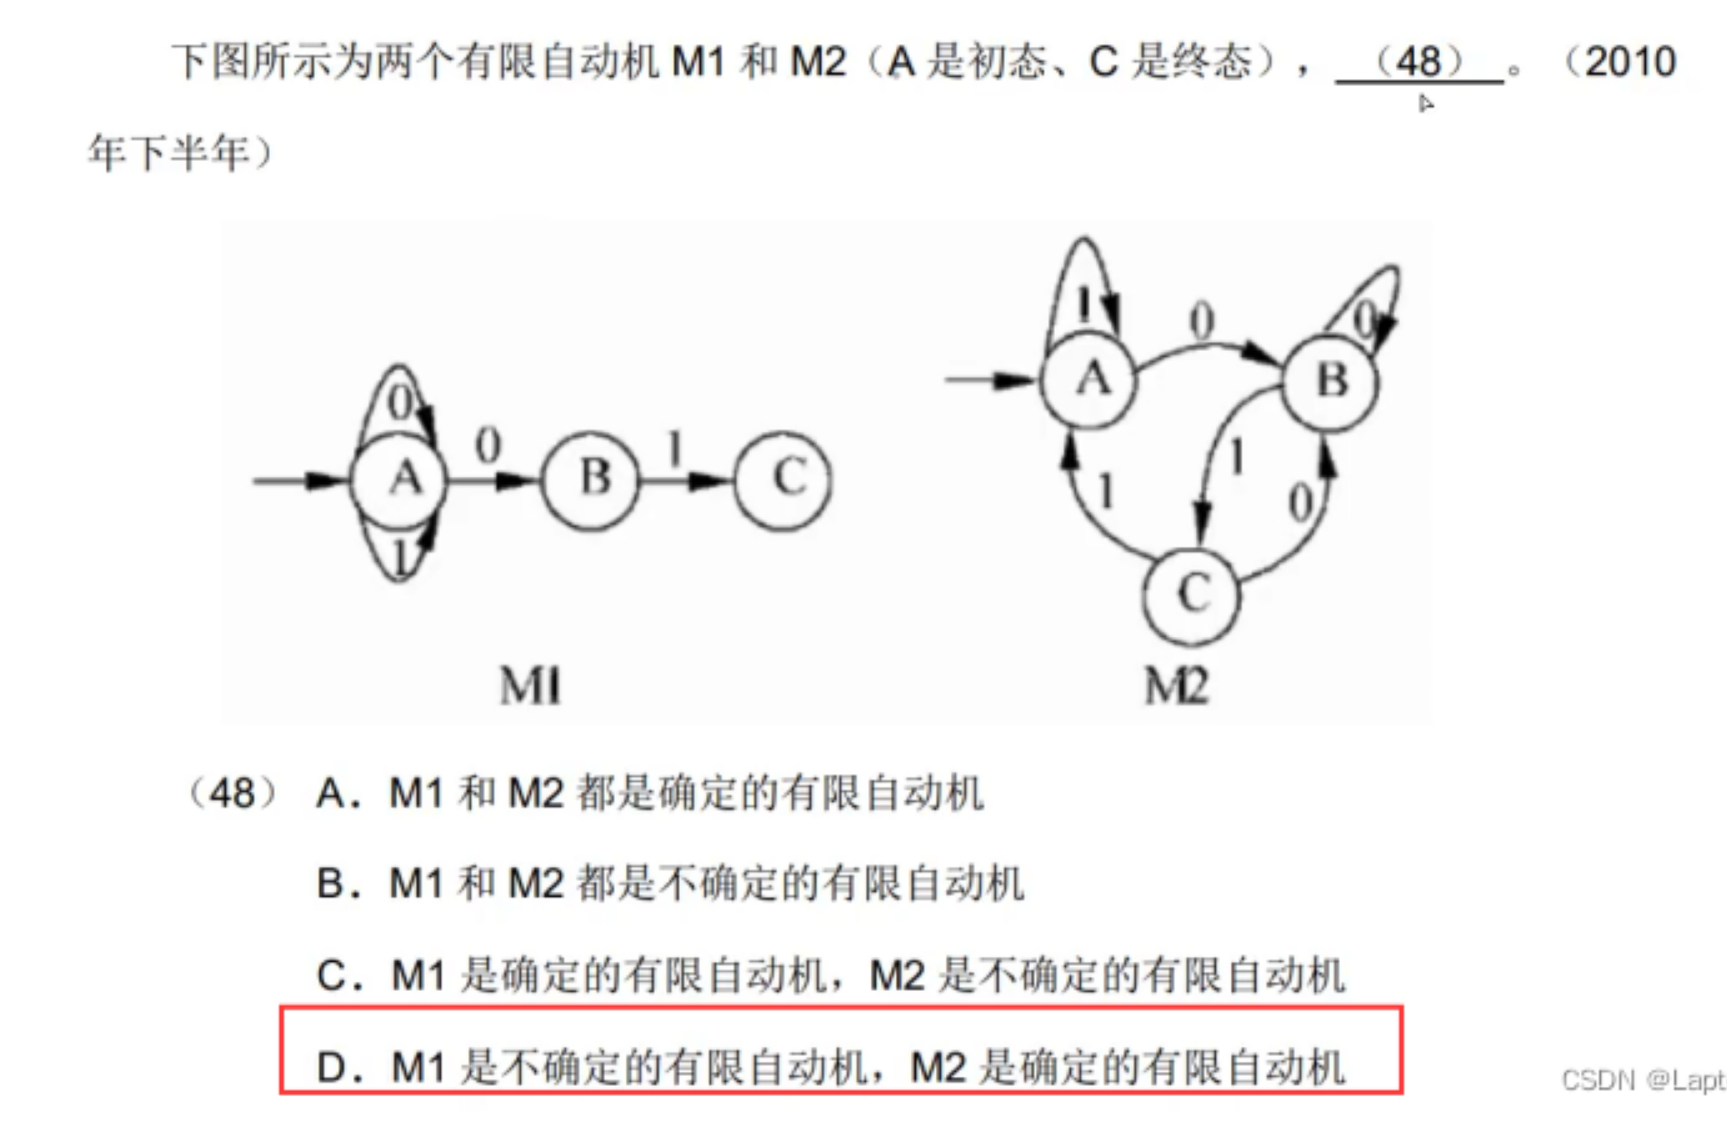 下图所示为两个有限自动机 M1 和 M2（A 是初态、C 是终态），（48）。（2010
年下半年）
1
0
0
A
B
0
0
1
A
B
C
1
1
1
0
C
M1
M2
（48） A．M1 和 M2 都是确定的有限自动机
B．M1 和 M2 都是不确定的有限自动机
C．M1 是确定的有限自动机，M2 是不确定的有限自动机
D．M1 是不确定的有限自动机，M2 是确定的有限自动机
CSDN @Lapt